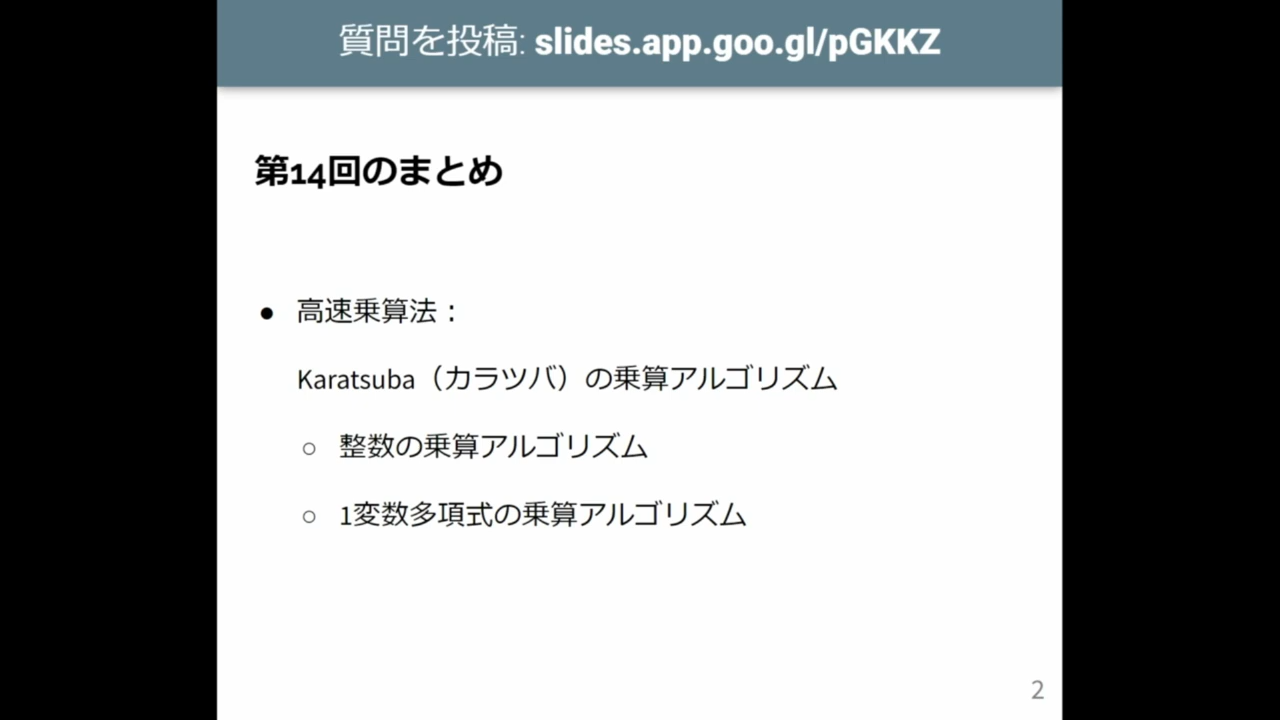 質問を投稿: slides.app.goo.gl/pGKKZ
第14回のまとめ
● 高速乗算法：
Karatsuba（カラツバ）の乗算アルゴリズム
○ 整数の乗算アルゴリズム
○ 1変数多項式の乗算アルゴリズム
2